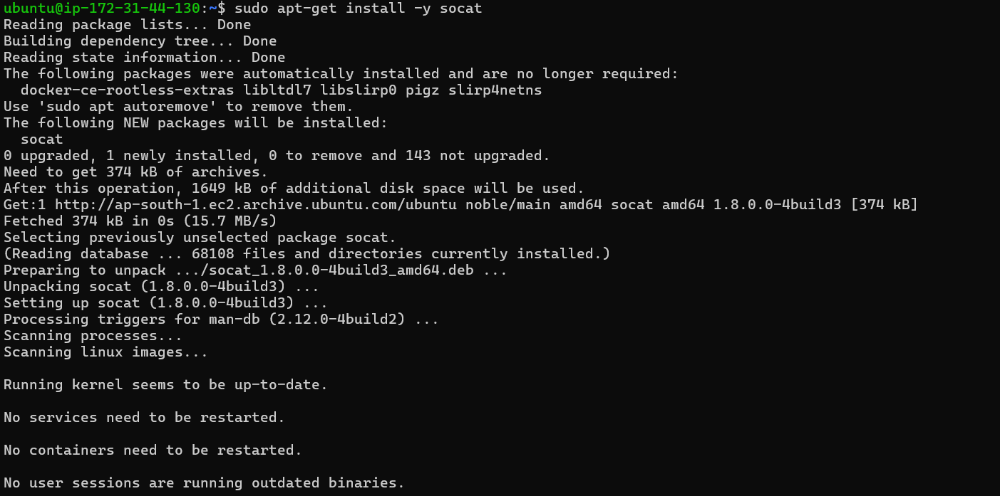 ubuntu@ip-172-31-44-130:~$ sudo apt-get install -y socat
Reading package lists... Done
Building dependency tree... Done
Reading state information... Done
The following packages were automatically installed and are no longer required:
  docker-ce-rootless-extras libltdl7 libslirp0 pigz slirp4netns
Use 'sudo apt autoremove' to remove them.
The following NEW packages will be installed:
  socat
0 upgraded, 1 newly installed, 0 to remove and 143 not upgraded.
Need to get 374 kB of archives.
After this operation, 1649 kB of additional disk space will be used.
Get:1 http://ap-south-1.ec2.archive.ubuntu.com/ubuntu noble/main amd64 socat amd64 1.8.0.0-4build3 [374 kB]
Fetched 374 kB in 0s (15.7 MB/s)
Selecting previously unselected package socat.
(Reading database ... 68108 files and directories currently installed.)
Preparing to unpack .../socat_1.8.0.0-4build3_amd64.deb ...
Unpacking socat (1.8.0.0-4build3) ...
Setting up socat (1.8.0.0-4build3) ...
Processing triggers for man-db (2.12.0-4build2) ...
Scanning processes...
Scanning linux images...

Running kernel seems to be up-to-date.

No services need to be restarted.

No containers need to be restarted.

No user sessions are running outdated binaries.